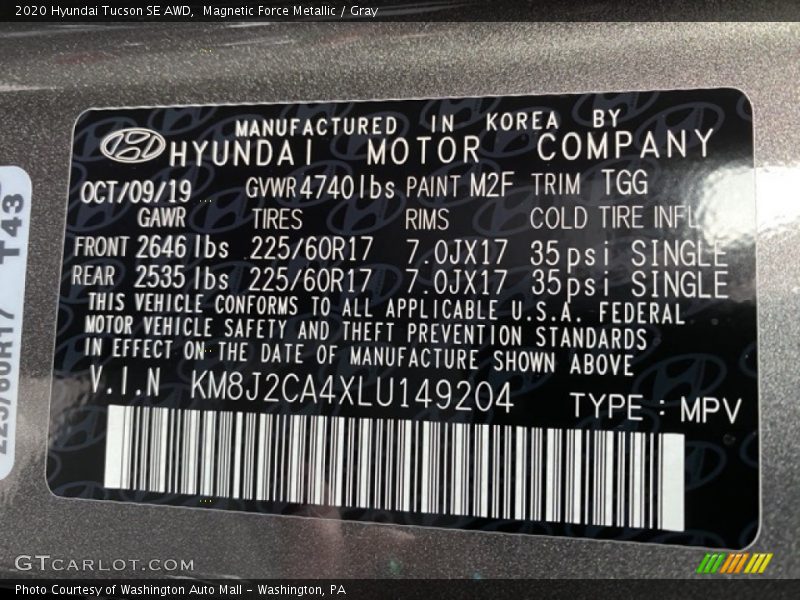 2020 Hyundai Tucson SE AWD, Magnetic Force Metallic / Gray
MANUFACTURED IN KOREA BY
HYUNDAI MOTOR COMPANY
OCT/09/19 GVWR4740lbs PAINT M2F TRIM TGG
GAWR TIRES RIMS COLD TIRE INFL
FRONT 2646lbs 225/60R17 7.0JX17 35psi SINGLE
REAR 2535lbs 225/60R17 7.0JX17 35psi SINGLE
THIS VEHICLE CONFORMS TO ALL APPLICABLE U.S.A. FEDERAL
MOTOR VEHICLE SAFETY AND THEFT PREVENTION STANDARDS
IN EFFECT ON THE DATE OF MANUFACTURE SHOWN ABOVE
V.I.N KM8J2CA4XLU149204 TYPE : MPV
225/60R17 T43
GTCARLOT.COM
Photo Courtesy of Washington Auto Mall - Washington, PA